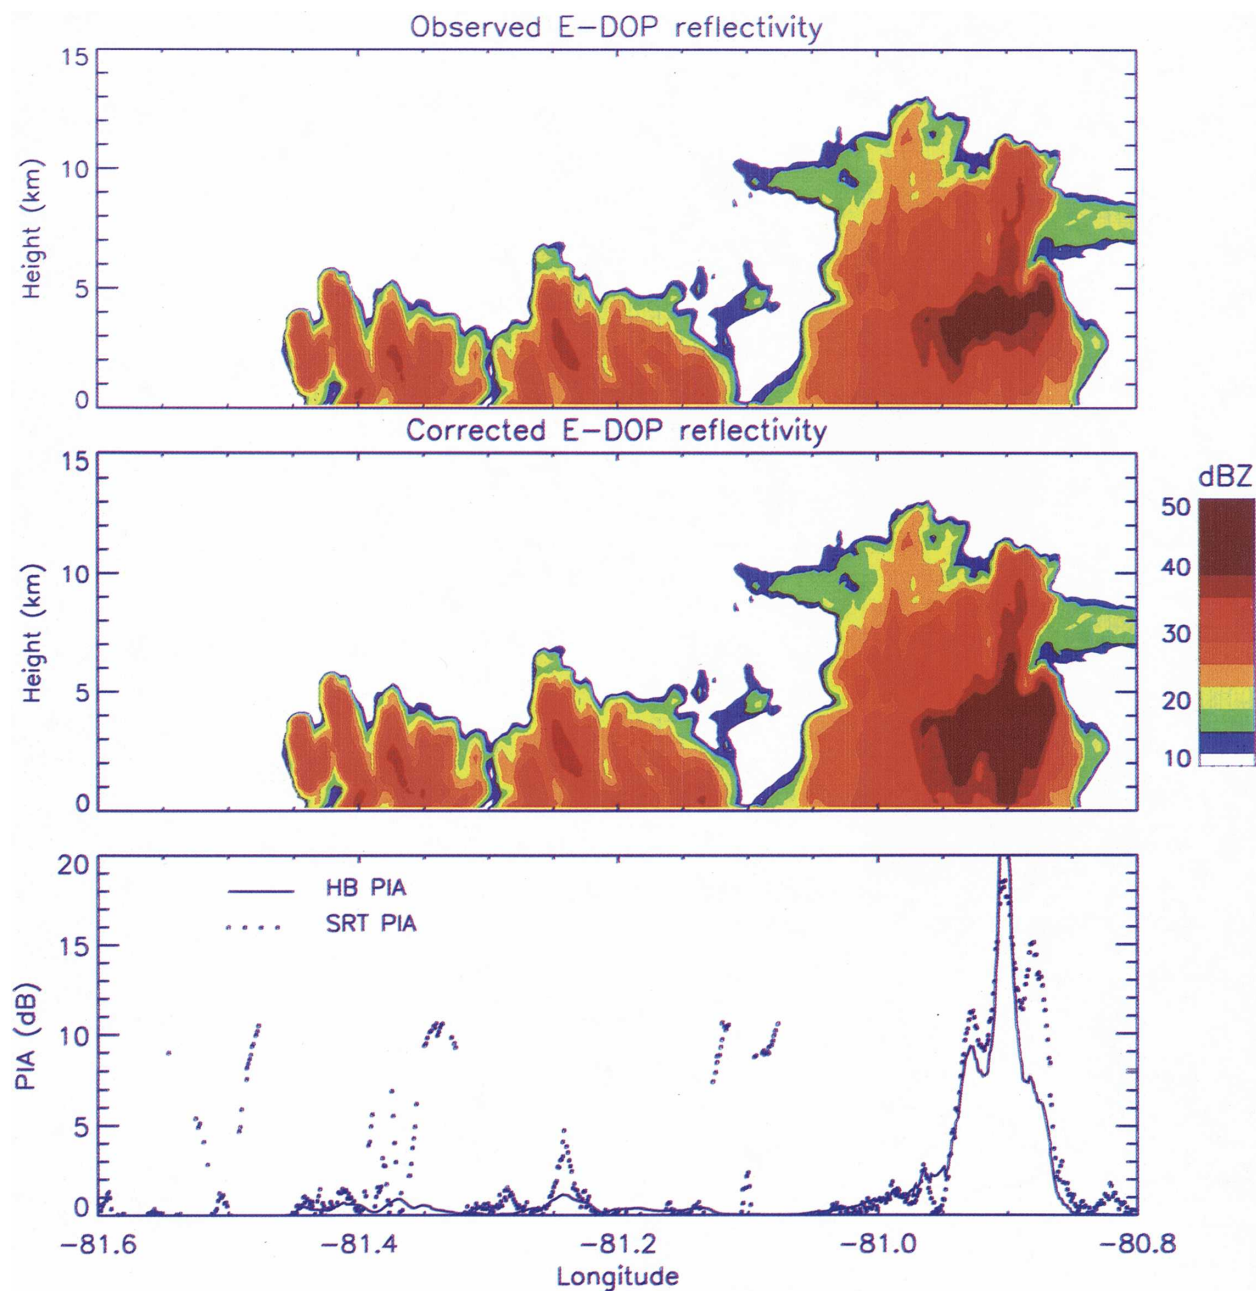 Observed E-DOP reflectivity
15
10
5
0
Height (km)
Corrected E-DOP reflectivity
15
10
5
0
Height (km)
dBZ
50
40
30
20
10
20
15
10
5
0
PIA (dB)
HB PIA
SRT PIA
-81.6
-81.4
-81.2
-81.0
-80.8
Longitude